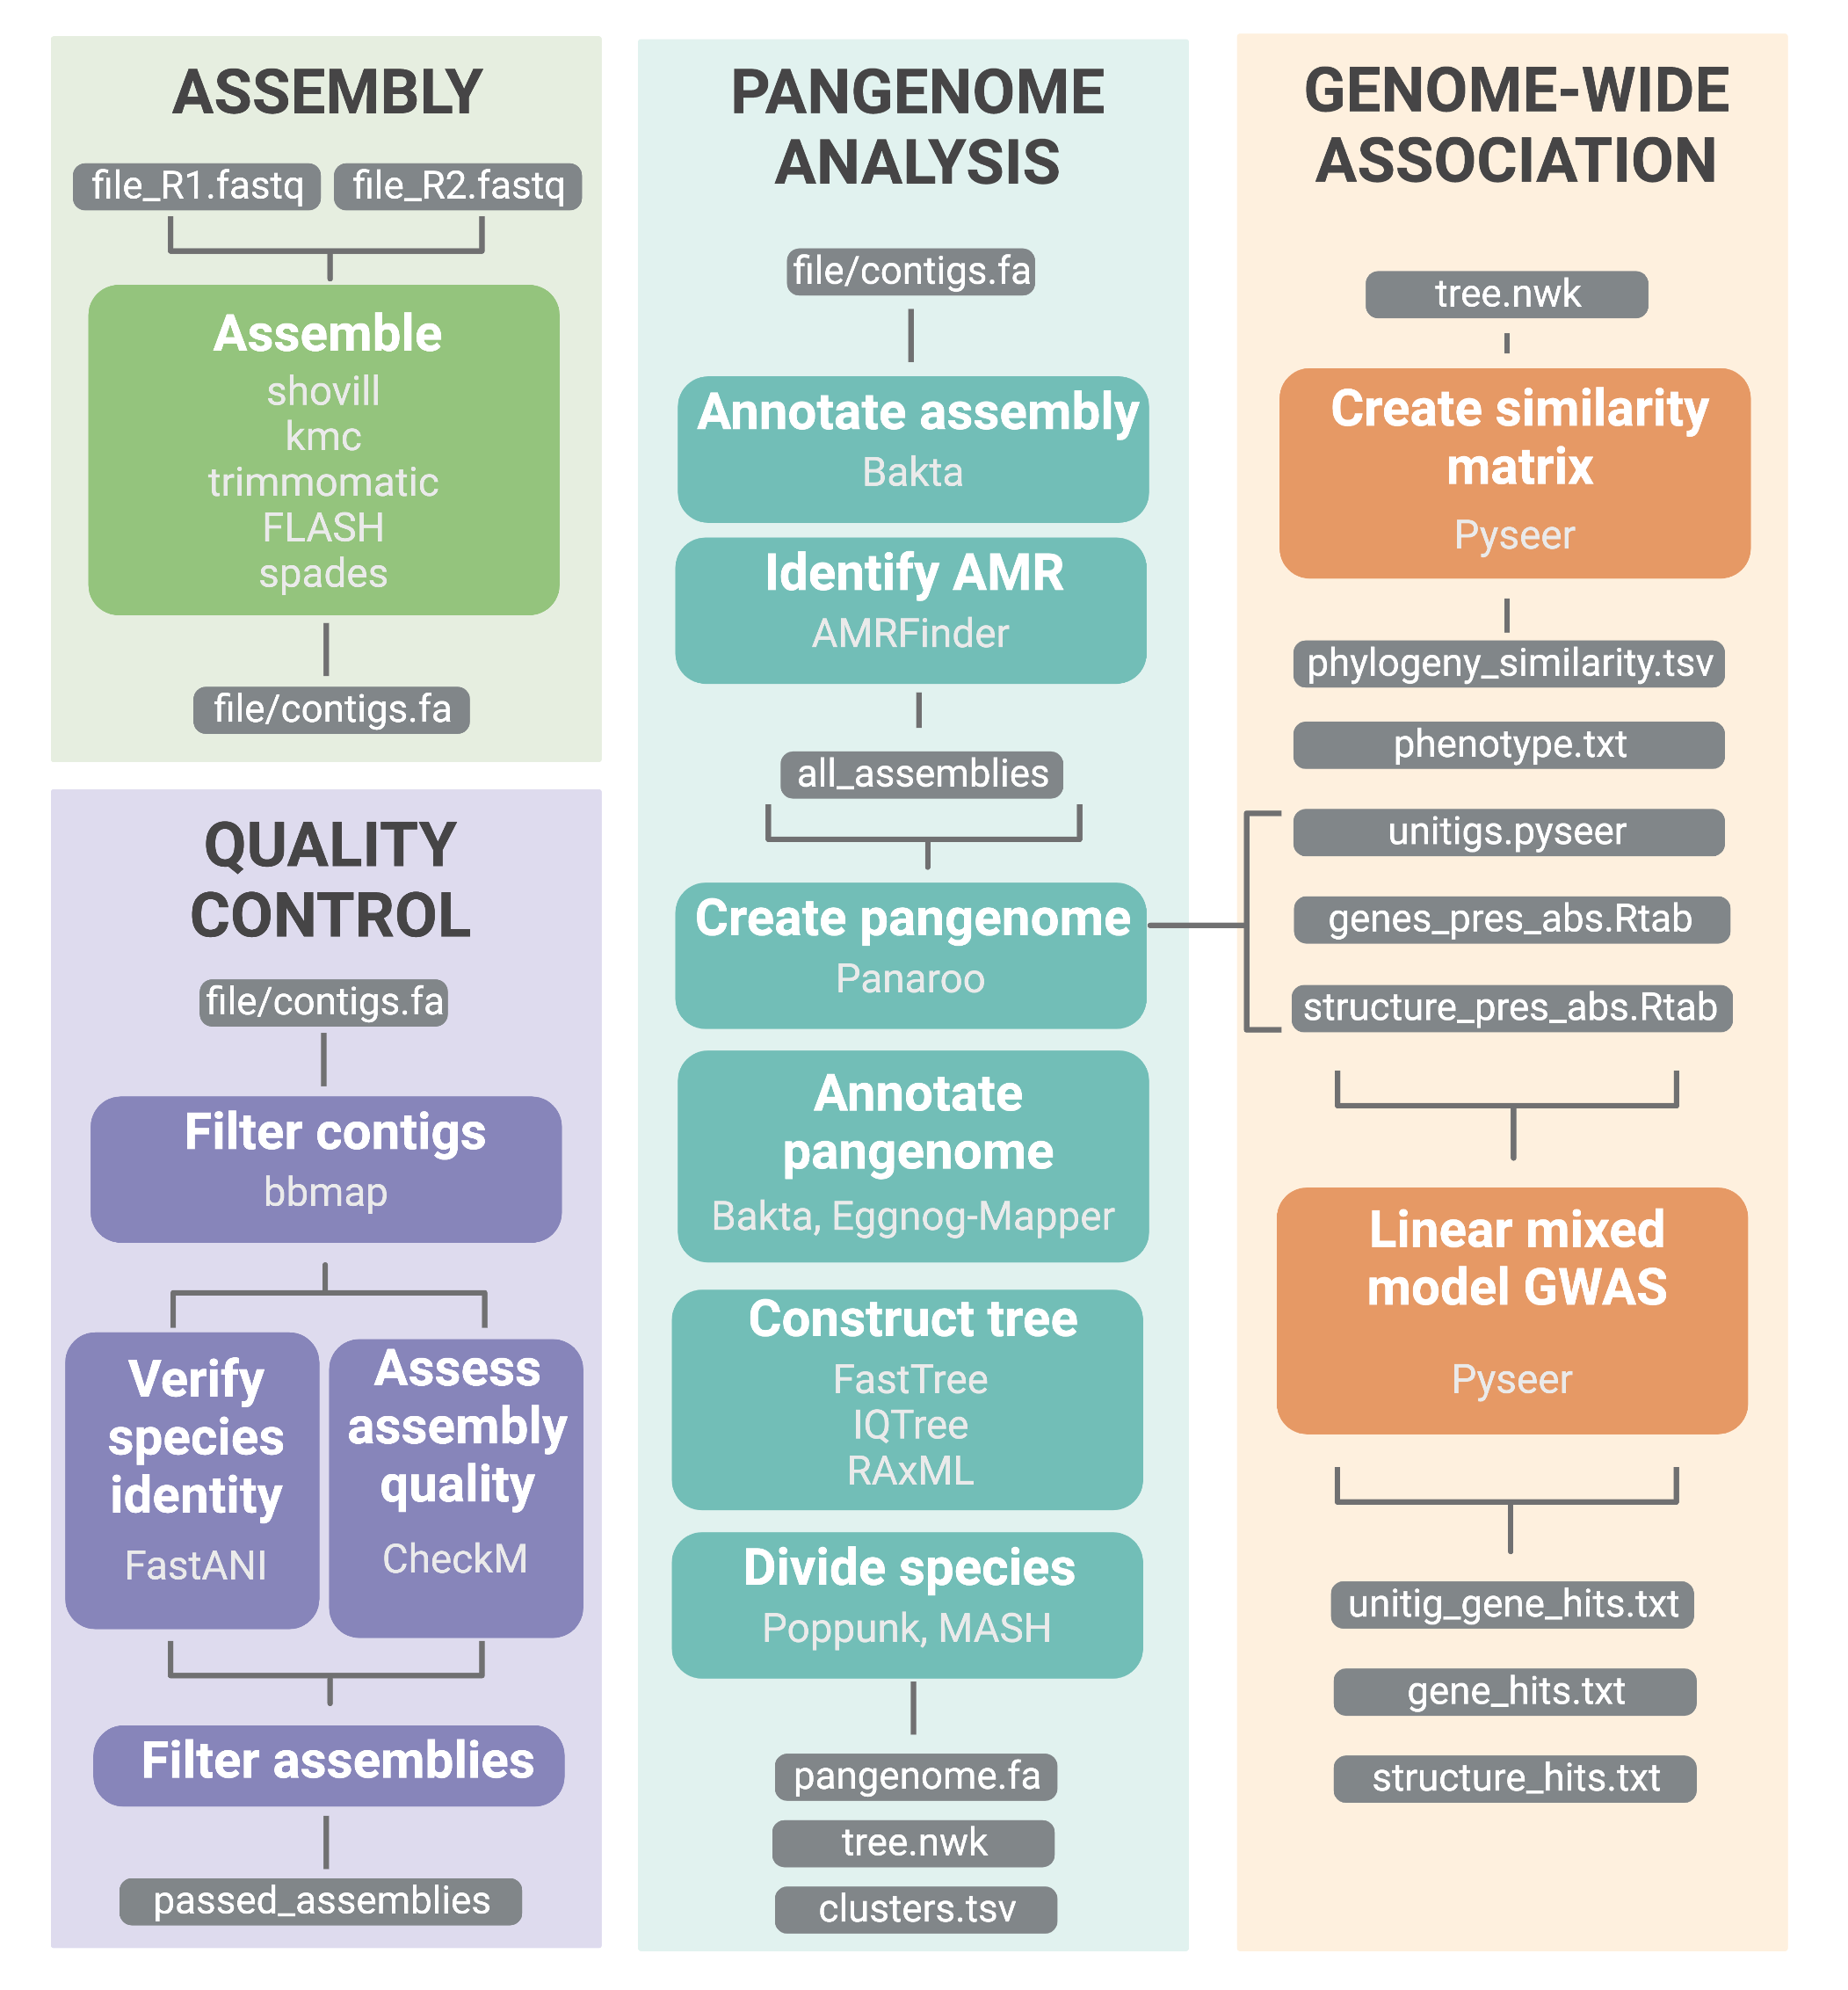 ASSEMBLY
file_R1.fastq
file_R2.fastq
Assemble
shovill
kmc
trimmomatic
FLASH
spades
file/contigs.fa
QUALITY
CONTROL
file/contigs.fa
Filter contigs
bbmap
Verify
species
identity
FastANI
Assess
assembly
quality
CheckM
Filter assemblies
passed_assemblies
PANGENOME
ANALYSIS
file/contigs.fa
Annotate assembly
Bakta
Identify AMR
AMRFinder
all_assemblies
Create pangenome
Panaroo
Annotate
pangenome
Bakta, Eggnog-Mapper
Construct tree
FastTree
IQTree
RAxML
Divide species
Poppunk, MASH
pangenome.fa
tree.nwk
clusters.tsv
GENOME-WIDE
ASSOCIATION
tree.nwk
Create similarity
matrix
Pyseer
phylogeny_similarity.tsv
phenotype.txt
unitigs.pyseer
genes_pres_abs.Rtab
structure_pres_abs.Rtab
Linear mixed
model GWAS
Pyseer
unitig_gene_hits.txt
gene_hits.txt
structure_hits.txt